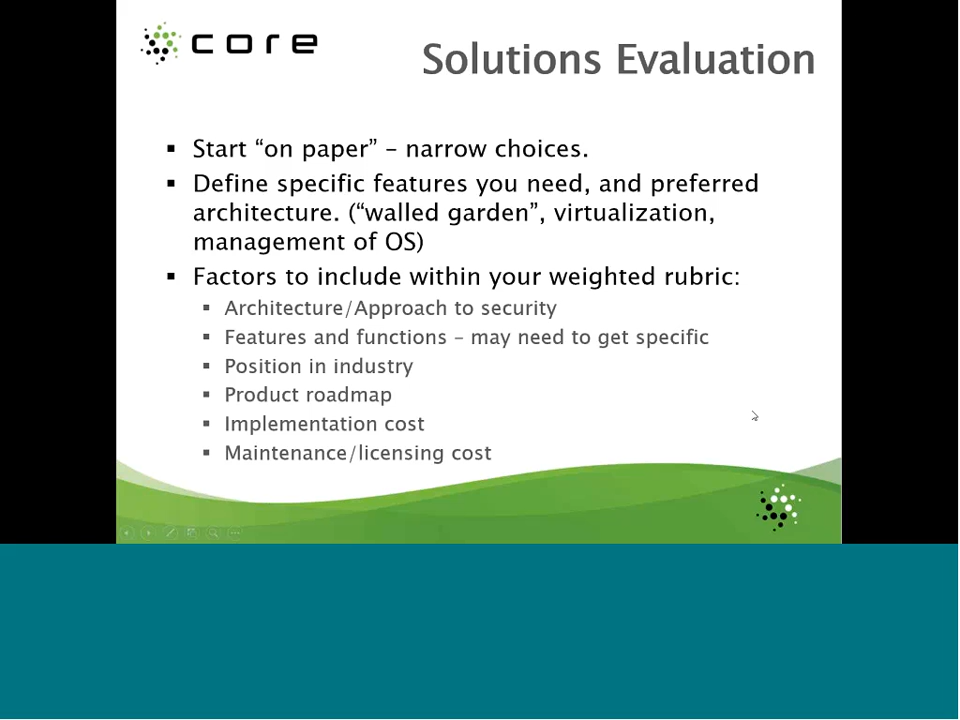 core
Solutions Evaluation
▪ Start “on paper” – narrow choices.
▪ Define specific features you need, and preferred
architecture. (“walled garden”, virtualization,
management of OS)
▪ Factors to include within your weighted rubric:
▪ Architecture/Approach to security
▪ Features and functions – may need to get specific
▪ Position in industry
▪ Product roadmap
▪ Implementation cost
▪ Maintenance/licensing cost